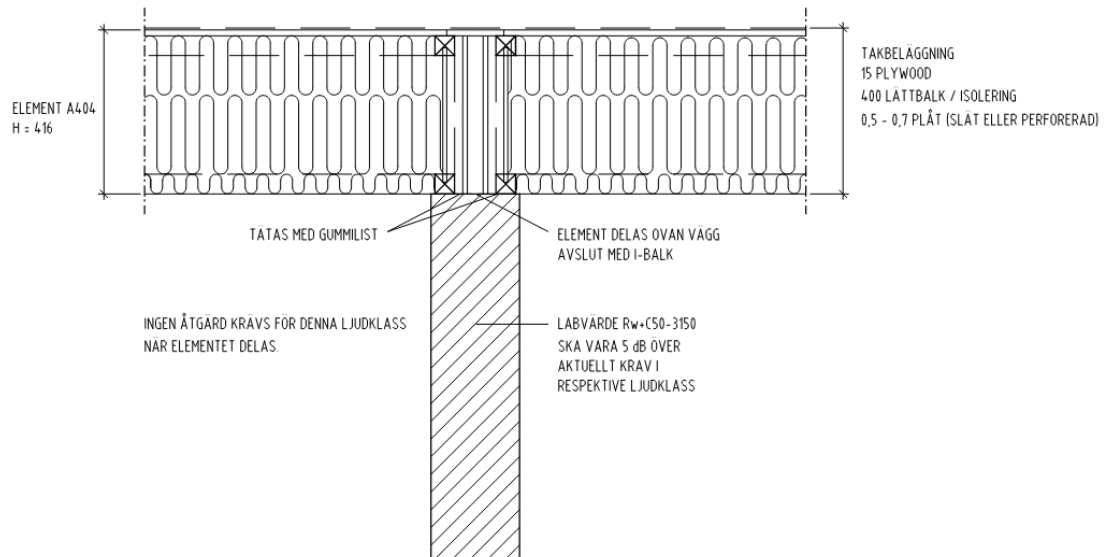 ELEMENT A404
H = 416
TAKBELÄGGNING
15 PLYWOOD
400 LÄTTBALK / ISOLERING
0,5 - 0,7 PLÅT (SLÄT ELLER PERFORERAD)
TÄTAS MED GUMMILIST
ELEMENT DELAS OVAN VÄGG
AVSLUT MED I-BALK
INGEN ÅTGÄRD KRÄVS FÖR DENNA LJUDKLASS
NÄR ELEMENTET DELAS.
LABVÄRDE Rw+C50-3150
SKA VARA 5 dB ÖVER
AKTUELLT KRAV I
RESPEKTIVE LJUDKLASS